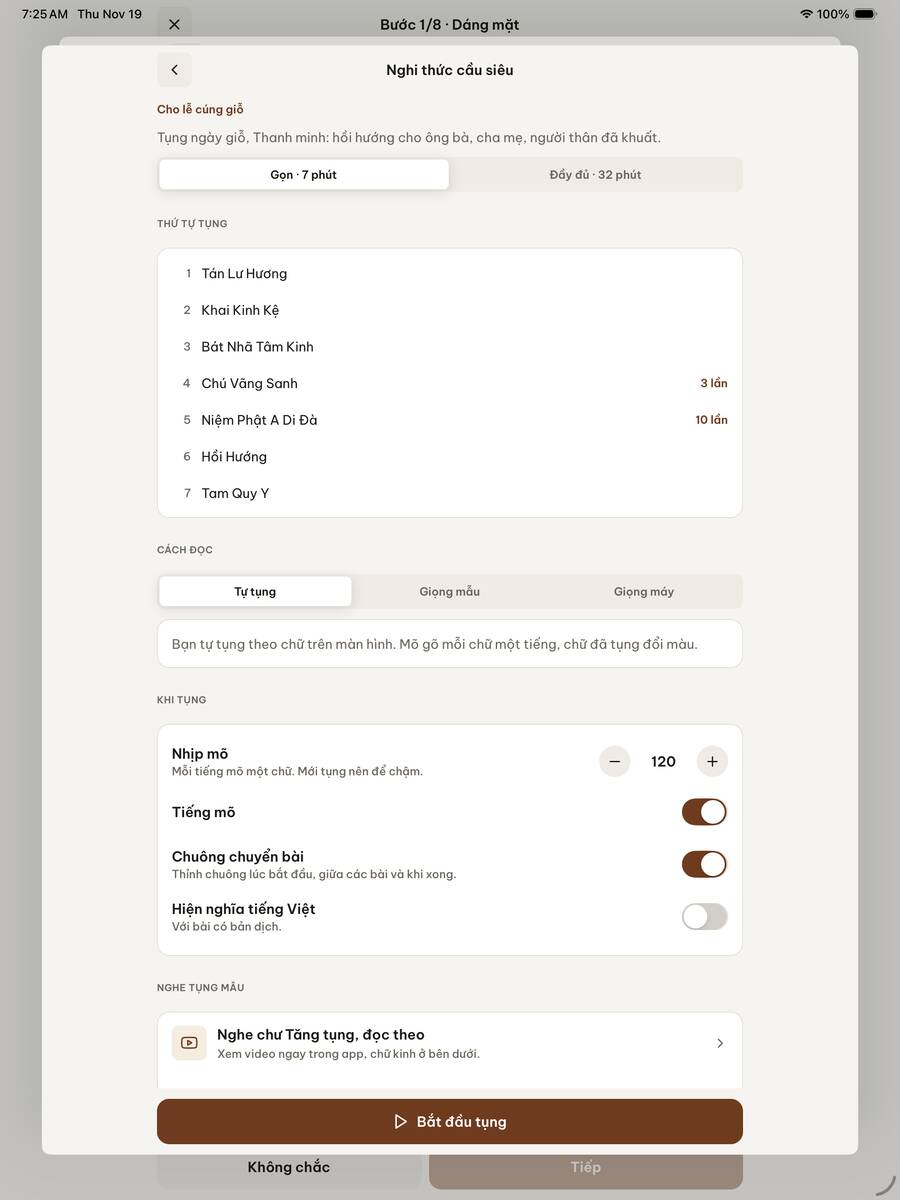 7:25 AM Thu Nov 19
100%
Bước 1/8 · Dáng mặt
Nghi thức cầu siêu
Cho lễ cúng giỗ
Tụng ngày giỗ, Thanh minh: hồi hướng cho ông bà, cha mẹ, người thân đã khuất.
Gọn · 7 phút
Đầy đủ · 32 phút
THỨ TỰ TỤNG
1 Tán Lư Hương
2 Khai Kinh Kệ
3 Bát Nhã Tâm Kinh
4 Chú Vãng Sanh 3 lần
5 Niệm Phật A Di Đà 10 lần
6 Hồi Hướng
7 Tam Quy Y
CÁCH ĐỌC
Tự tụng
Giọng mẫu
Giọng máy
Bạn tự tụng theo chữ trên màn hình. Mõ gõ mỗi chữ một tiếng, chữ đã tụng đổi màu.
KHI TỤNG
Nhịp mõ
Mỗi tiếng mõ một chữ. Mới tụng nên để chậm.
120
Tiếng mõ
Chuông chuyển bài
Thỉnh chuông lúc bắt đầu, giữa các bài và khi xong.
Hiện nghĩa tiếng Việt
Với bài có bản dịch.
NGHE TỤNG MẪU
Nghe chư Tăng tụng, đọc theo
Xem video ngay trong app, chữ kinh ở bên dưới.
Bắt đầu tụng
Không chắc
Tiếp